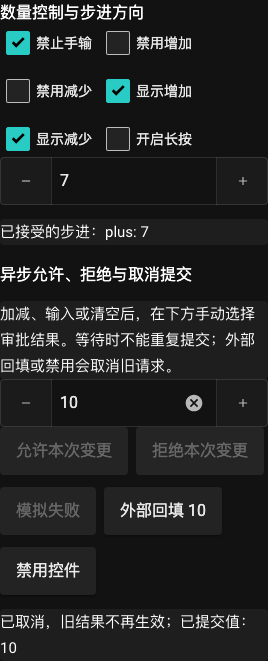 数量控制与步进方向
禁止手输 禁用增加
禁用减少 显示增加
显示减少 开启长按
− 7 +
已接受的步进：plus: 7
异步允许、拒绝与取消提交
加减、输入或清空后，在下方手动选择
审批结果。等待时不能重复提交；外部
回填或禁用会取消旧请求。
− 10 +
允许本次变更 拒绝本次变更
模拟失败 外部回填 10
禁用控件
已取消，旧结果不再生效；已提交值：
10